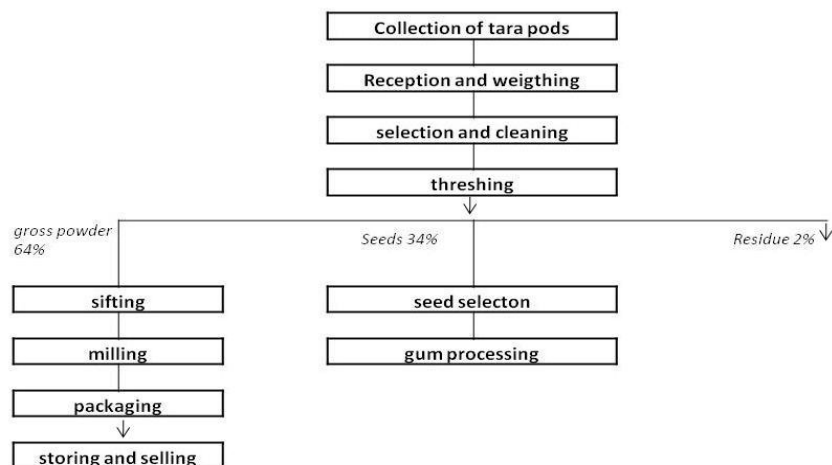 Collection of tara pods
Reception and weigthing
selection and cleaning
threshing
gross powder
64%
Seeds 34%
Residue 2%
sifting
seed selecton
milling
gum processing
packaging
storing and selling